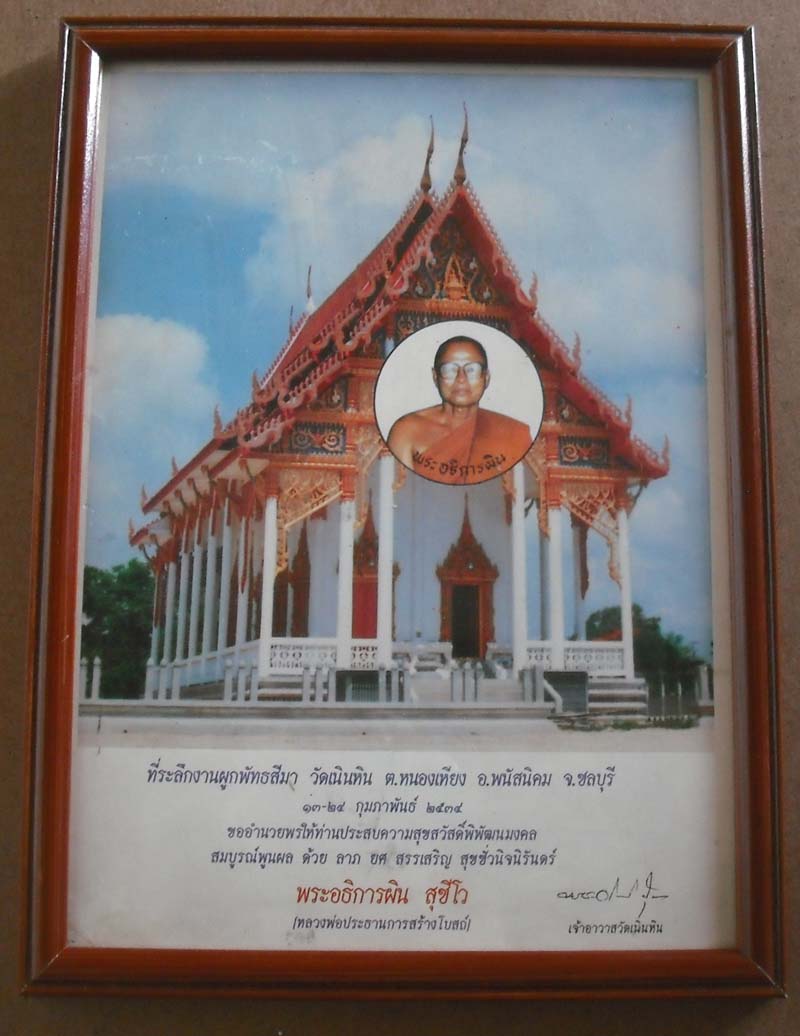 พระอธิการผิน
ที่ระลึกงานผูกพัทธสีมา วัดเนินหิน ต.หนองเหียง อ.พนัสนิคม จ.ชลบุรี
๑๓-๒๔ กุมภาพันธ์ ๒๕๓๔
ขออำนวยพรให้ท่านประสบความสุขสวัสดิ์พิพัฒนมงคล
สมบูรณ์พูนผล ด้วย ลาภ ยศ สรรเสริญ สุขชั่วนิจนิรันดร์
พระอธิการผิน สุชีโว
(หลวงพ่อประธานการสร้างโบสถ์)
เจ้าอาวาสวัดเนินหิน